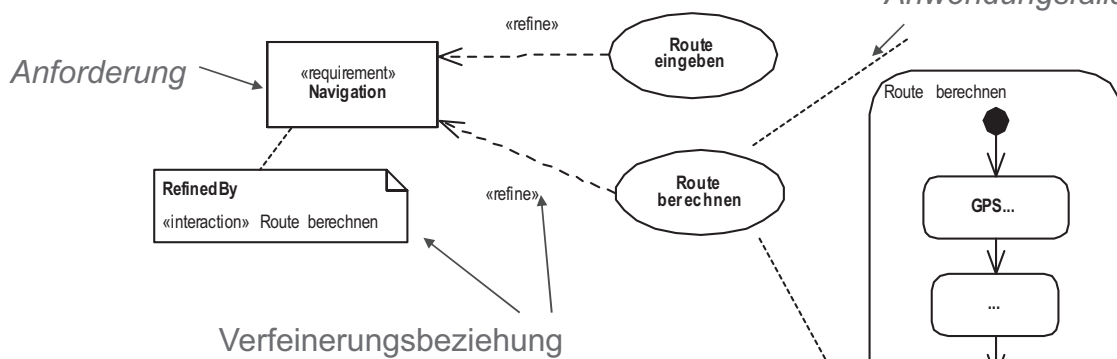 Anwendungsfall
«refine»
Route
eingeben
Anforderung
«requirement»
Navigation
Route berechnen
RefinedBy
«interaction» Route berechnen
«refine»
Route
berechnen
GPS...
...
Verfeinerungsbeziehung